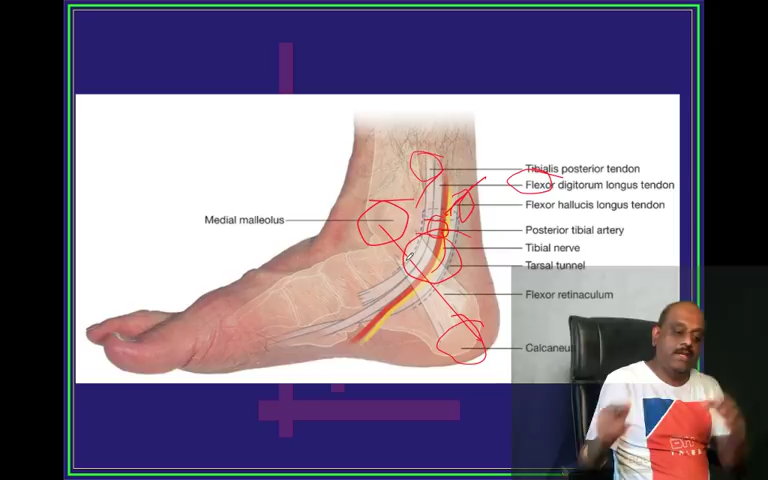 Tibialis posterior tendon
Flexor digitorum longus tendon
Flexor hallucis longus tendon
Medial malleolus
Posterior tibial artery
Tibial nerve
Tarsal tunnel
Flexor retinaculum
Calcaneus